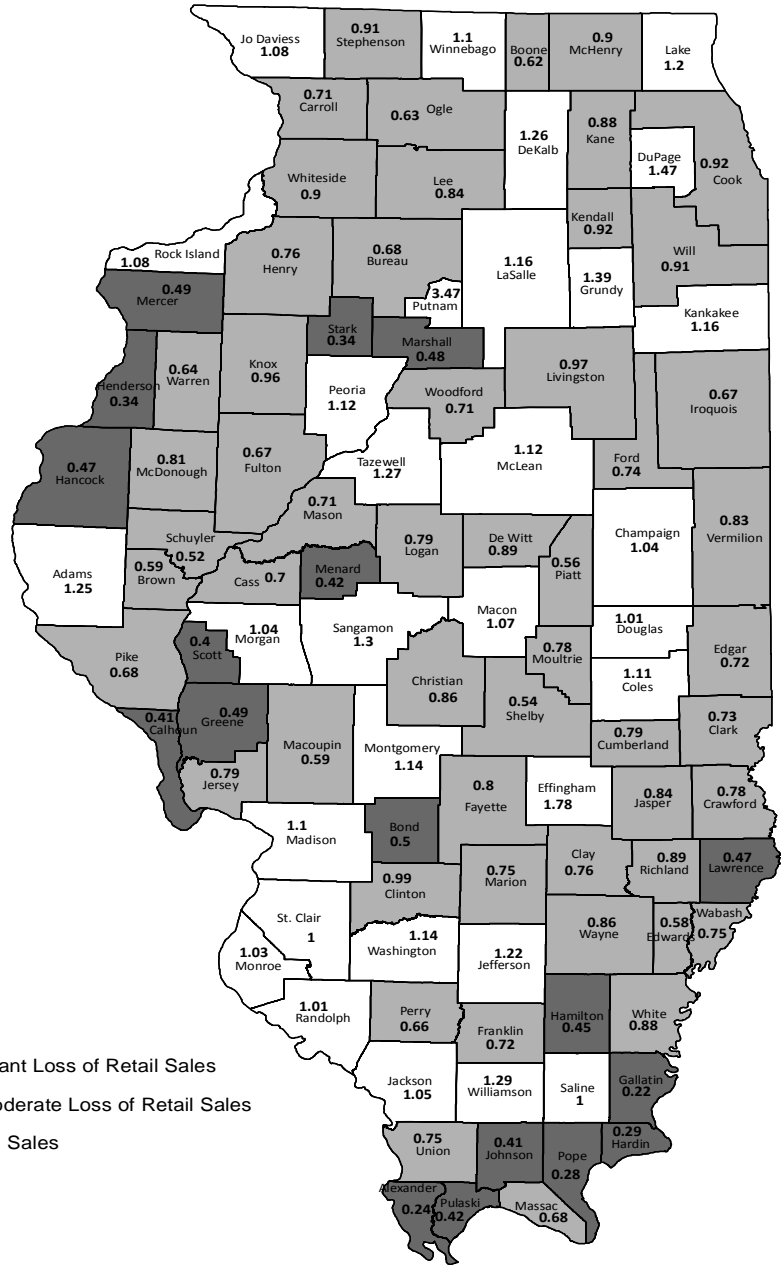 Jo Daviess
1.08
0.91
Stephenson
1.1
Winnebago
Boone
0.62
0.9
McHenry
Lake
1.2
0.71
Carroll
0.63 Ogle
1.26
DeKalb
0.88
Kane
DuPage
1.47
0.92
Cook
Whiteside
0.9
Lee
0.84
Kendall
0.92
Will
0.91
Rock Island
1.08
0.76
Henry
0.68
Bureau
1.16
LaSalle
1.39
Grundy
0.49
Mercer
3.47
Putnam
Kankakee
1.16
Stark
0.34
Marshall
0.48
Henderson
0.34
0.64
Warren
Knox
0.96
Peoria
1.12
Woodford
0.71
0.97
Livingston
0.67
Iroquois
0.47
Hancock
0.81
McDonough
0.67
Fulton
Tazewell
1.27
1.12
McLean
Ford
0.74
0.71
Mason
Schuyler
0.52
0.79
Logan
De Witt
0.89
0.56
Piatt
Champaign
1.04
0.83
Vermilion
Adams
1.25
0.59
Brown
Cass 0.7
Menard
0.42
Macon
1.07
1.01
Douglas
0.4
Scott
1.04
Morgan
Sangamon
1.3
0.78
Moultrie
Edgar
0.72
Pike
0.68
Christian
0.86
1.11
Coles
0.41
Calhoun
0.49
Greene
Macoupin
0.59
Montgomery
1.14
0.54
Shelby
0.79
Cumberland
0.73
Clark
0.79
Jersey
0.8
Fayette
Effingham
1.78
0.84
Jasper
0.78
Crawford
1.1
Madison
Bond
0.5
0.75
Marion
Clay
0.76
0.89
Richland
0.47
Lawrence
0.99
Clinton
St. Clair
1
1.14
Washington
1.22
Jefferson
0.86
Wayne
0.58
Edwards
Wabash
0.75
1.03
Monroe
1.01
Randolph
Perry
0.66
Franklin
0.72
Hamilton
0.45
White
0.88
Jackson
1.05
1.29
Williamson
Saline
1
Gallatin
0.22
0.75
Union
0.41
Johnson
Pope
0.28
0.29
Hardin
Alexander
0.24
Pulaski
0.42
Massac
0.68
ant Loss of Retail Sales
oderate Loss of Retail Sales
Sales